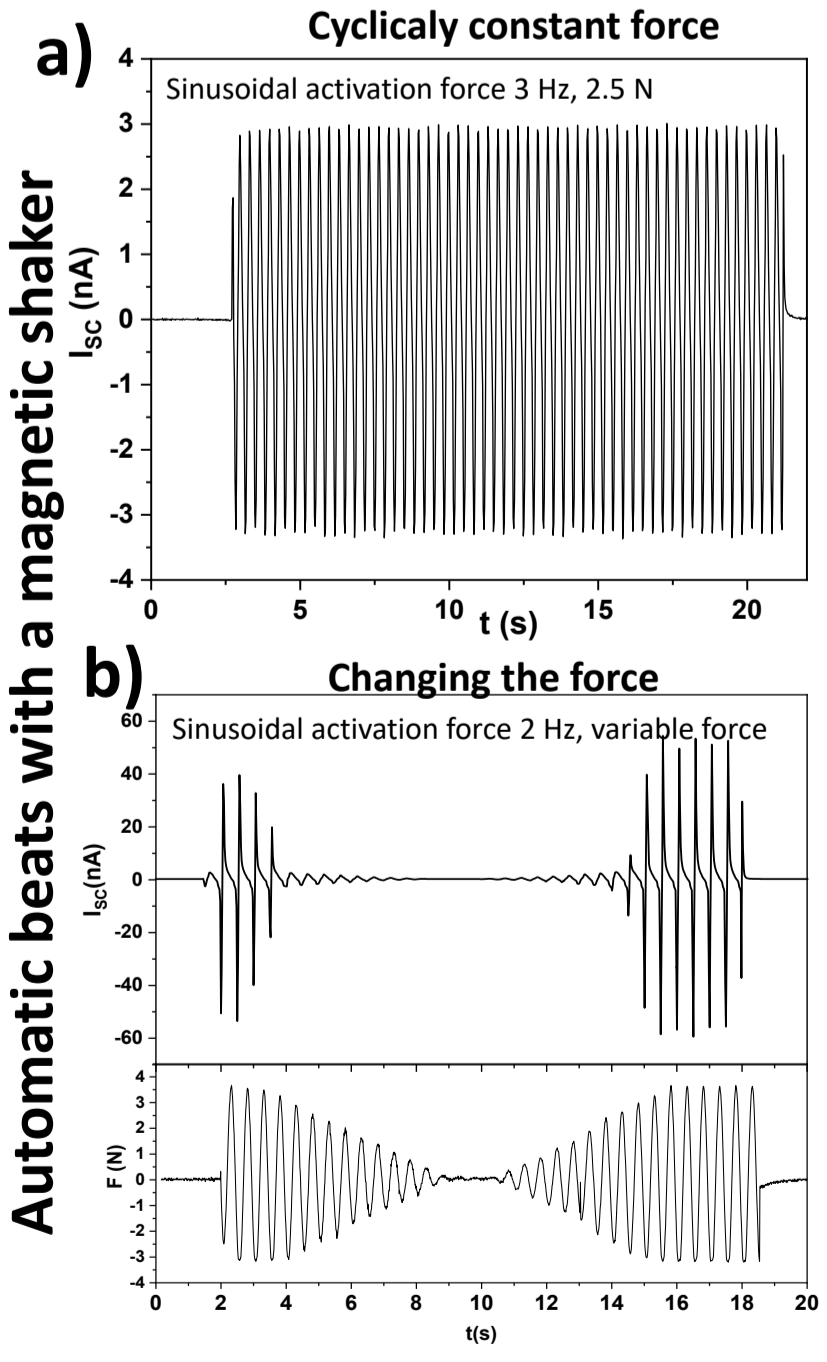 Automatic beats with a magnetic shaker
a)
Cyclicaly constant force
Sinusoidal activation force 3 Hz, 2.5 N
I_SC (nA)
4
3
2
1
0
-1
-2
-3
-4
0 5 10 15 20
t (s)
b)
Changing the force
Sinusoidal activation force 2 Hz, variable force
I_SC(nA)
60
40
20
0
-20
-40
-60
F (N)
4
3
2
1
0
-1
-2
-3
-4
0 2 4 6 8 10 12 14 16 18 20
t(s)